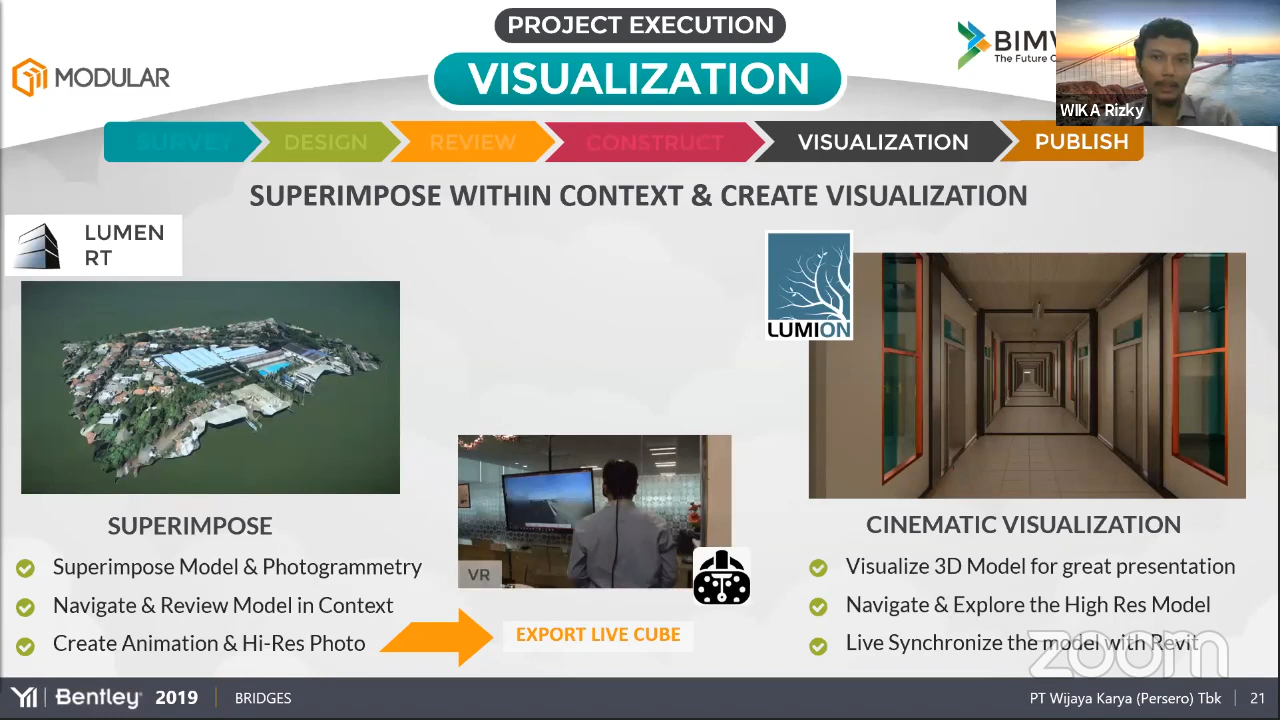 PROJECT EXECUTION
VISUALIZATION
MODULAR
The Future
WIKA Rizky
SURVEY
DESIGN
REVIEW
CONSTRUCT
VISUALIZATION
PUBLISH
SUPERIMPOSE WITHIN CONTEXT & CREATE VISUALIZATION
LUMEN
RT
LUMION
SUPERIMPOSE
Superimpose Model & Photogrammetry
Navigate & Review Model in Context
Create Animation & Hi-Res Photo
VR
EXPORT LIVE CUBE
CINEMATIC VISUALIZATION
Visualize 3D Model for great presentation
Navigate & Explore the High Res Model
Live Synchronize the model with Revit
zoom
Bentley 2019
BRIDGES
PT Wijaya Karya (Persero) Tbk
21